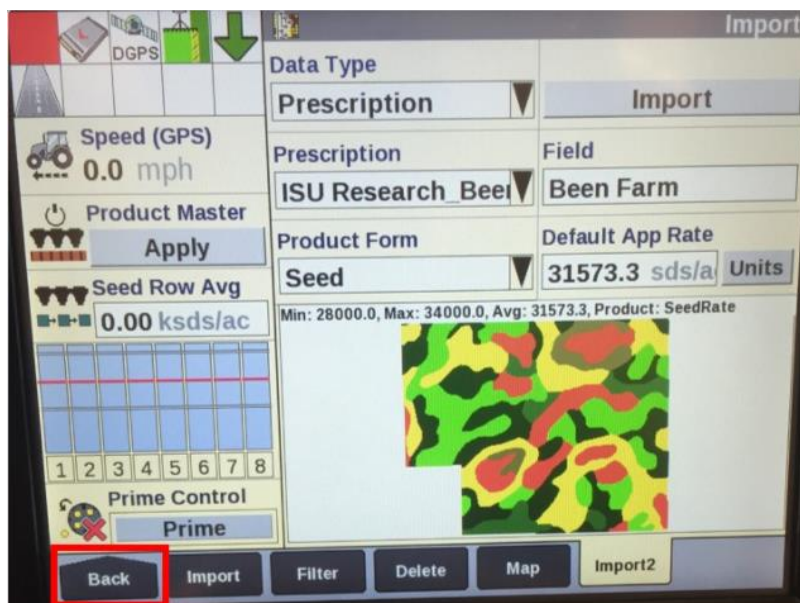 Import
DGPS
Data Type
Prescription
Import
Speed (GPS)
0.0 mph
Prescription
Field
ISU Research_Beer
Been Farm
Product Master
Apply
Product Form
Default App Rate
Seed
31573.3 sds/a
Units
Seed Row Avg
0.00 ksds/ac
Min: 28000.0, Max: 34000.0, Avg: 31573.3, Product: SeedRate
1 2 3 4 5 6 7 8
Prime Control
Prime
Back
Import
Filter
Delete
Map
Import2